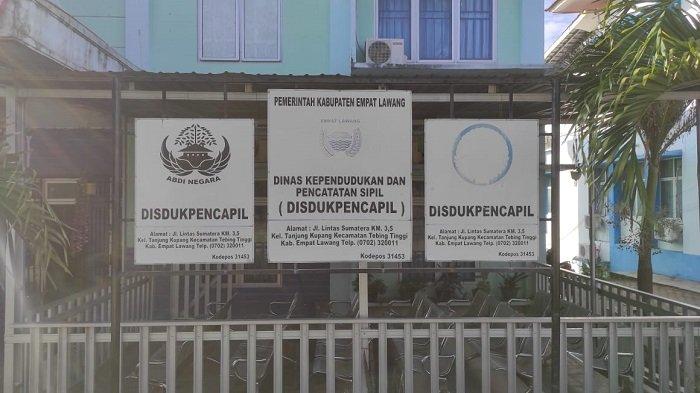 ABDI NEGARA
DISDUKPENCAPIL
Alamat : Jl. Lintas Sumatera KM. 3,5
Kel. Tanjung Kupang Kecamatan Tebing Tinggi
Kab. Empat Lawang Telp. (0702) 320011
Kodepos 31453
PEMERINTAH KABUPATEN EMPAT LAWANG
EMPAT LAWANG
DINAS KEPENDUDUKAN DAN
PENCATATAN SIPIL
( DISDUKPENCAPIL )
Alamat : Jl. Lintas Sumatera KM. 3,5
Kel. Tanjung Kupang Kecamatan Tebing Tinggi
Kab. Empat Lawang Telp. (0702) 320011
Kodepos 31453
DISDUKPENCAPIL
Alamat : Jl. Lintas Sumatera KM. 3,5
Kel. Tanjung Kupang Kecamatan Tebing Tinggi
Kab. Empat Lawang Telp. (0702) 320011
Kodepos 31453